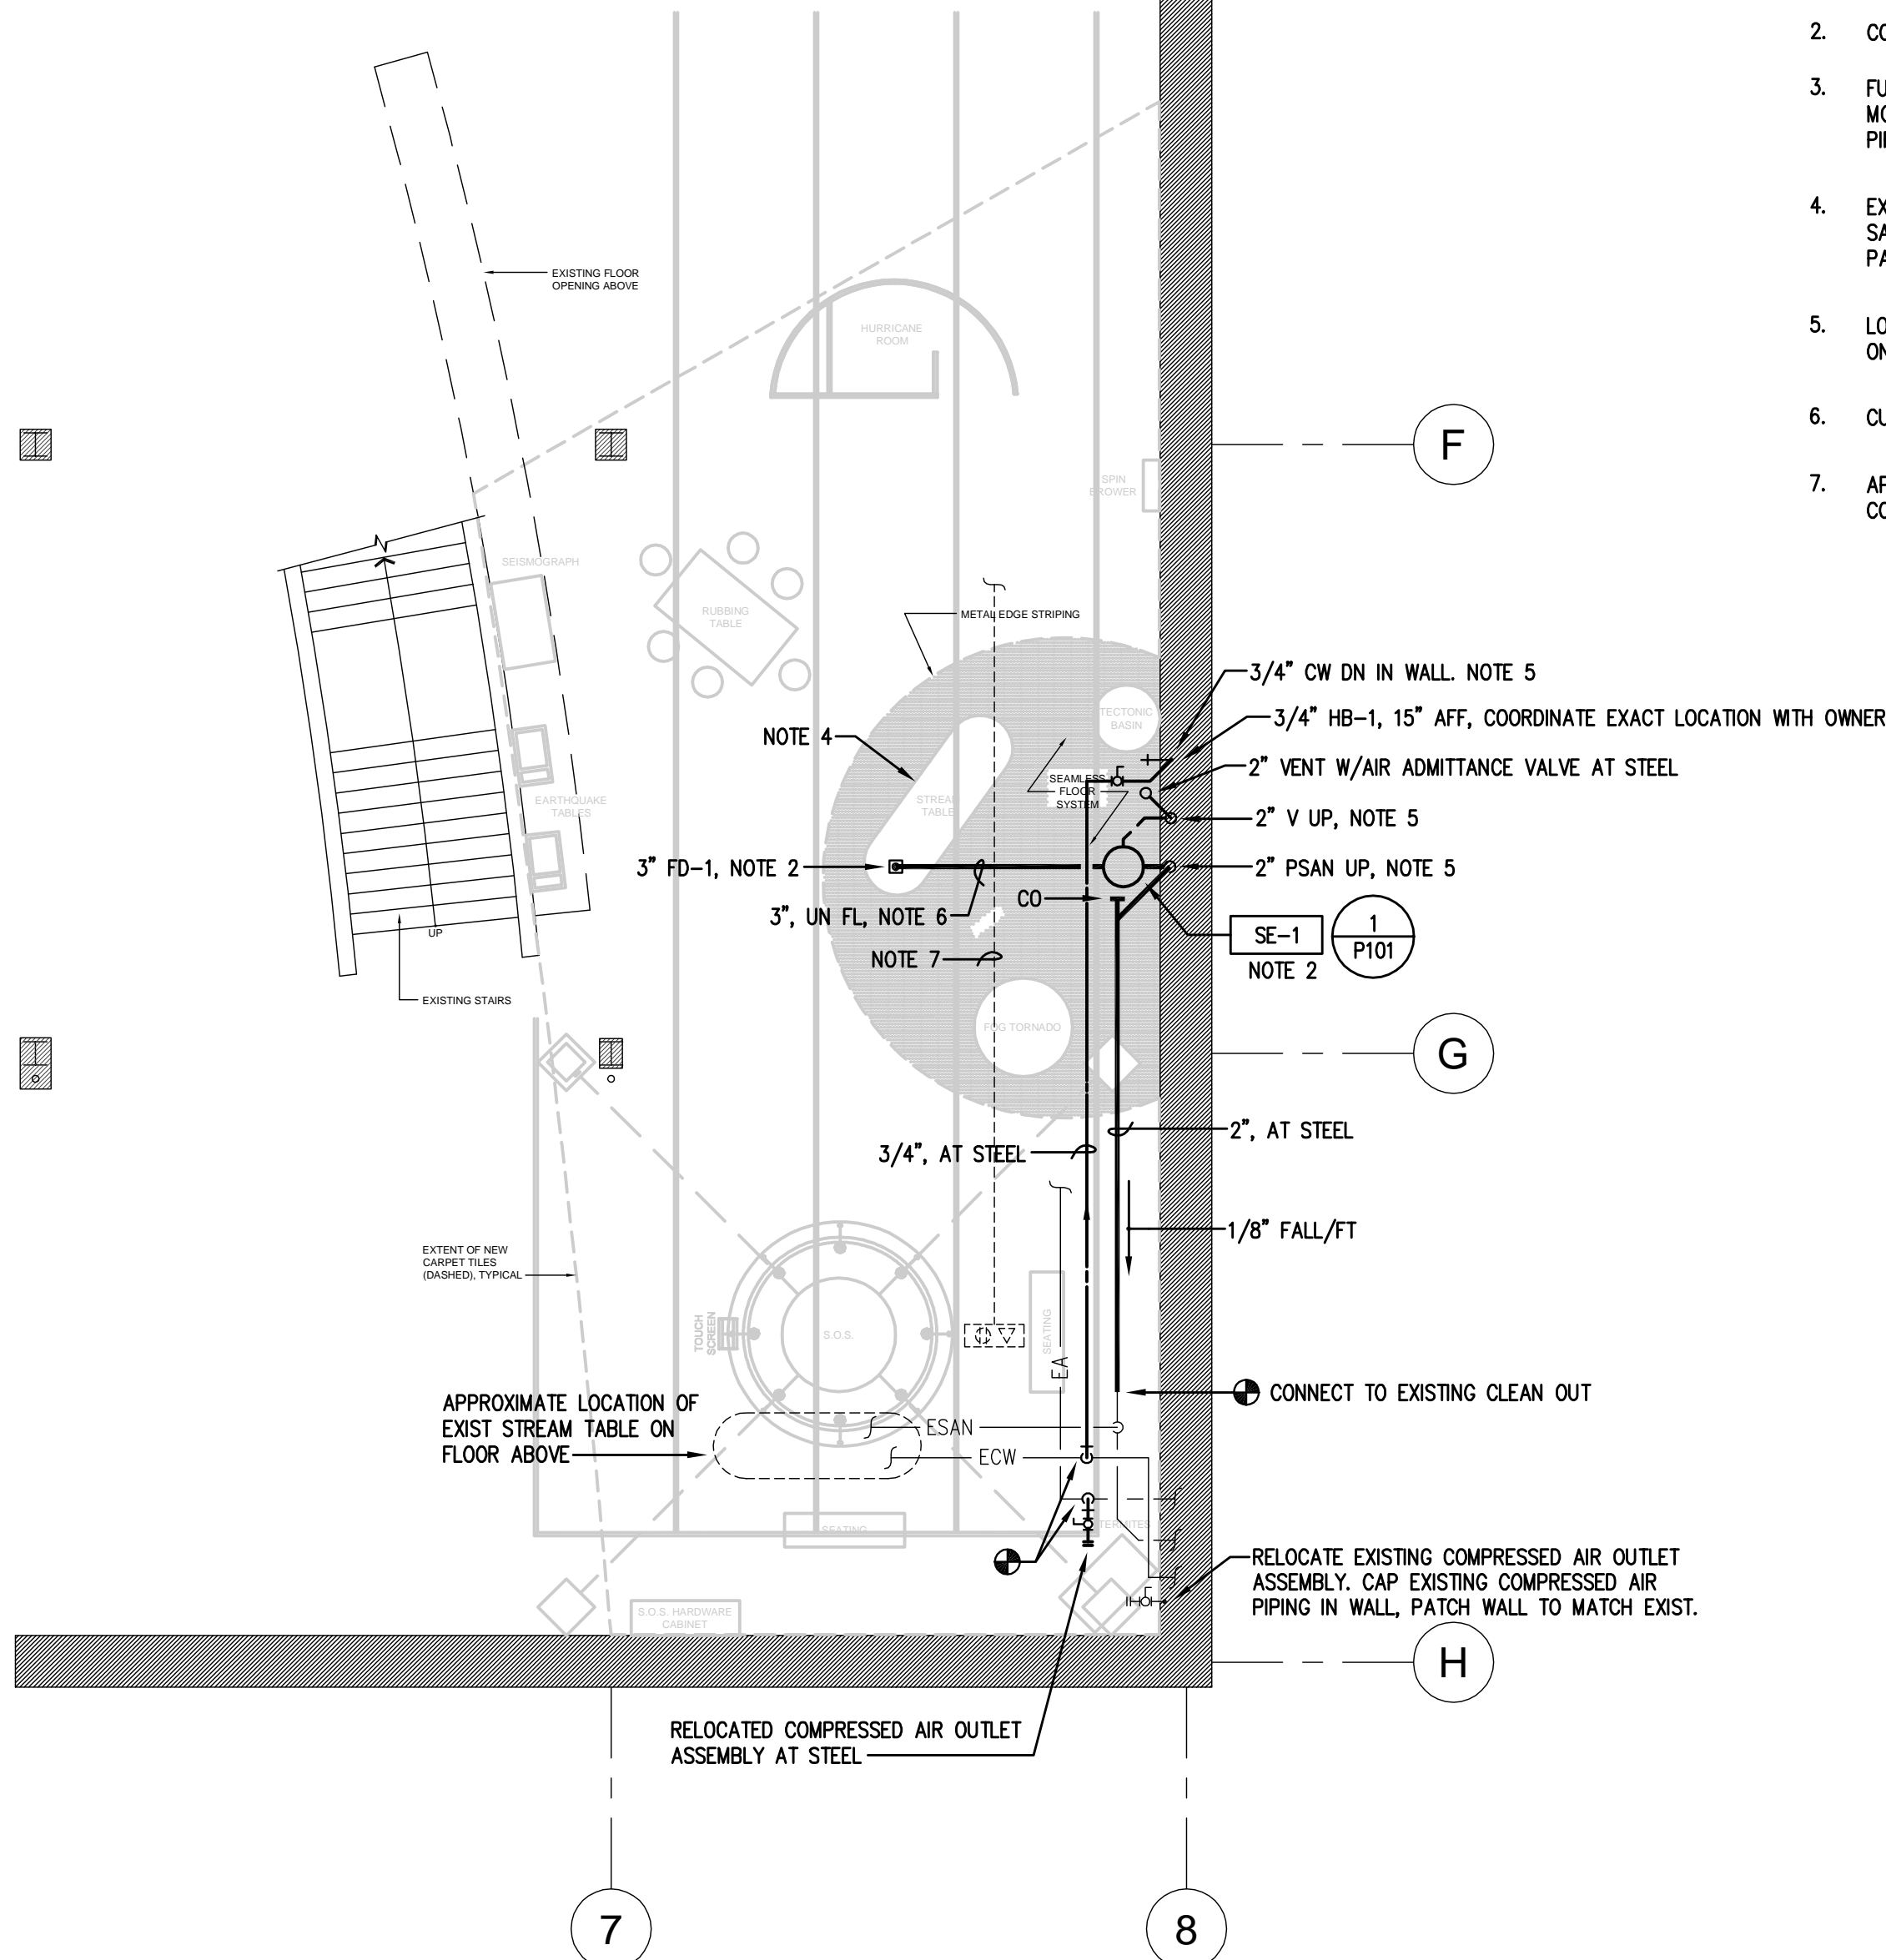 2. CO
3. FU
MO
PI
4. EX
SA
PA
5. LO
ON
6. CU
7. AP
CO
EXISTING FLOOR
OPENING ABOVE
HURRICANE
ROOM
F
SPIN
BROWER
SEISMOGRAPH
RUBBING
TABLE
METAL EDGE STRIPING
3/4" CW DN IN WALL. NOTE 5
TECTONIC
BASIN
3/4" HB-1, 15" AFF, COORDINATE EXACT LOCATION WITH OWNER
NOTE 4
2" VENT W/AIR ADMITTANCE VALVE AT STEEL
SEAMLESS
FLOOR
SYSTEM
STREAM
TABLE
EARTHQUAKE
TABLES
2" V UP, NOTE 5
3" FD-1, NOTE 2
2" PSAN UP, NOTE 5
CO
3", UN FL, NOTE 6
SE-1
1
P101
NOTE 2
UP
NOTE 7
EXISTING STAIRS
FOG TORNADO
G
2", AT STEEL
3/4", AT STEEL
1/8" FALL/FT
EXTENT OF NEW
CARPET TILES
(DASHED), TYPICAL
TOUCH
SCREEN
S.O.S.
SEATING
EA
APPROXIMATE LOCATION OF
EXIST STREAM TABLE ON
FLOOR ABOVE
CONNECT TO EXISTING CLEAN OUT
ESAN
ECW
SEATING
TERMITES
RELOCATE EXISTING COMPRESSED AIR OUTLET
ASSEMBLY. CAP EXISTING COMPRESSED AIR
PIPING IN WALL, PATCH WALL TO MATCH EXIST.
S.O.S. HARDWARE
CABINET
H
RELOCATED COMPRESSED AIR OUTLET
ASSEMBLY AT STEEL
7
8